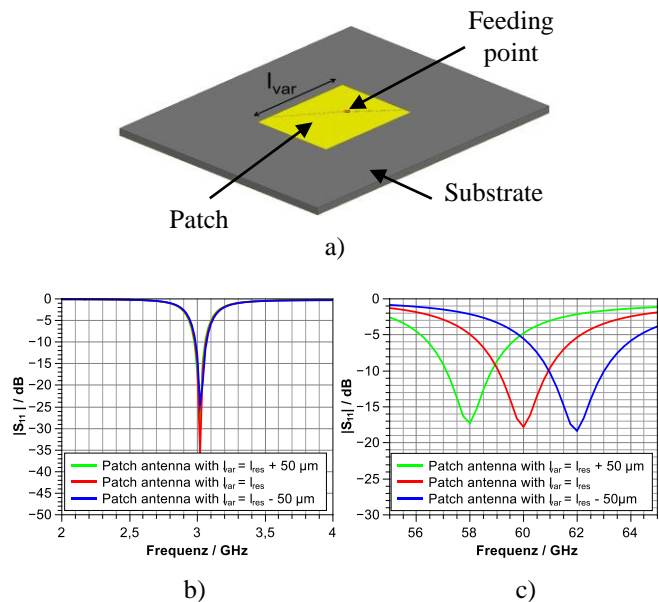 Feeding
point
l_var
Patch
Substrate
a)
|S₁₁| / dB
0
−5
−10
−15
−20
−25
−30
−35
−40
−45
−50
Patch antenna with l_var = l_res + 50 µm
Patch antenna with l_var = l_res
Patch antenna with l_var = l_res - 50 µm
2
2,5
3
3,5
4
Frequenz / GHz
b)
|S₁₁| / dB
0
−5
−10
−15
−20
−25
−30
Patch antenna with l_var = l_res + 50 µm
Patch antenna with l_var = l_res
Patch antenna with l_var = l_res - 50µm
56
58
60
62
64
Frequenz / GHz
c)